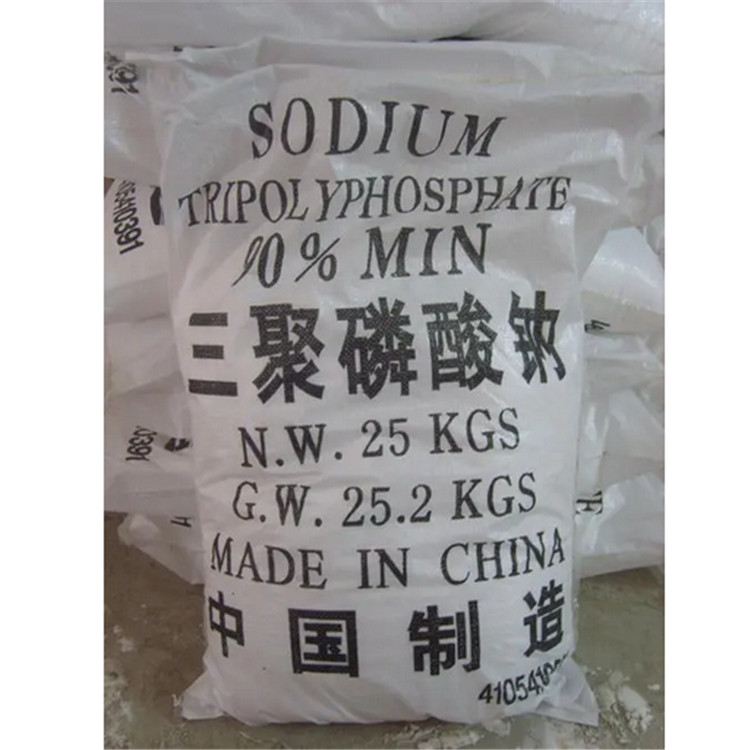 SODIUM
TRIPOLYPHOSPHATE
90% MIN
三聚磷酸钠
N.W. 25 KGS
G.W. 25.2 KGS
MADE IN CHINA
中国制造